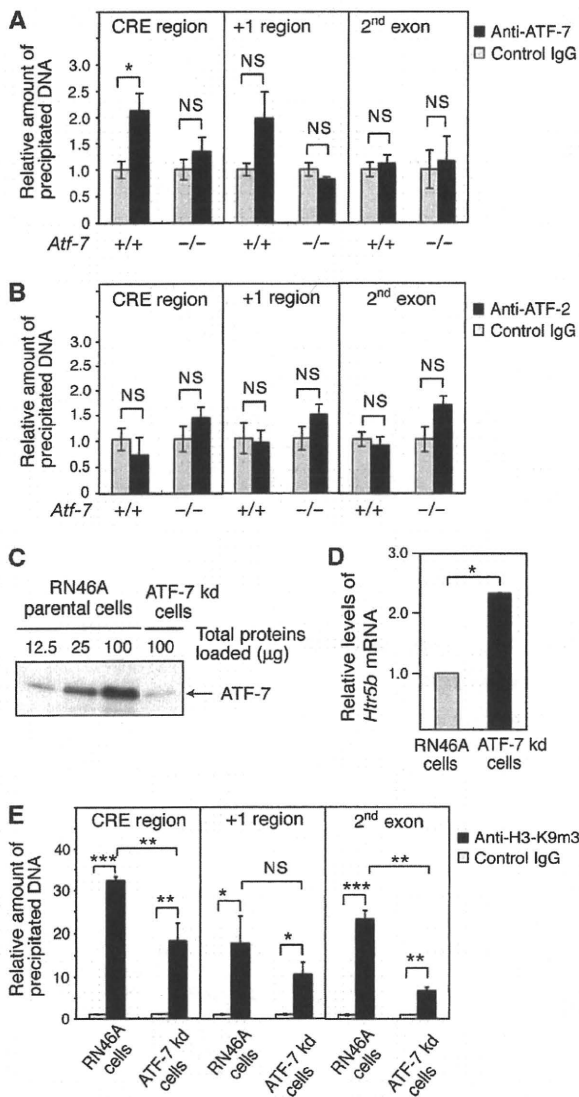 A
CRE region
+1 region
2nd exon
Anti-ATF-7
Control IgG
Relative amount of
precipitated DNA
3.0
2.5
2.0
1.5
1.0
0.5
0
*
NS
NS
NS
NS
NS
Atf-7
+/+
−/−
+/+
−/−
+/+
−/−
B
CRE region
+1 region
2nd exon
Anti-ATF-2
Control IgG
Relative amount of
precipitated DNA
3.0
2.5
2.0
1.5
1.0
0.5
0
NS
NS
NS
NS
NS
NS
Atf-7
+/+
−/−
+/+
−/−
+/+
−/−
C
RN46A
parental cells
ATF-7 kd
cells
12.5 25 100 100
Total proteins
loaded (µg)
ATF-7
D
Relative levels of
Htr5b mRNA
3.0
2.0
1.0
*
RN46A
cells
ATF-7 kd
cells
E
CRE region
+1 region
2nd exon
Anti-H3-K9m3
Control IgG
Relative amount of
precipitated DNA
40
30
20
10
0
***
**
**
*
NS
*
***
**
**
RN46A
cells
ATF-7 kd
cells
RN46A
cells
ATF-7 kd
cells
RN46A
cells
ATF-7 kd
cells